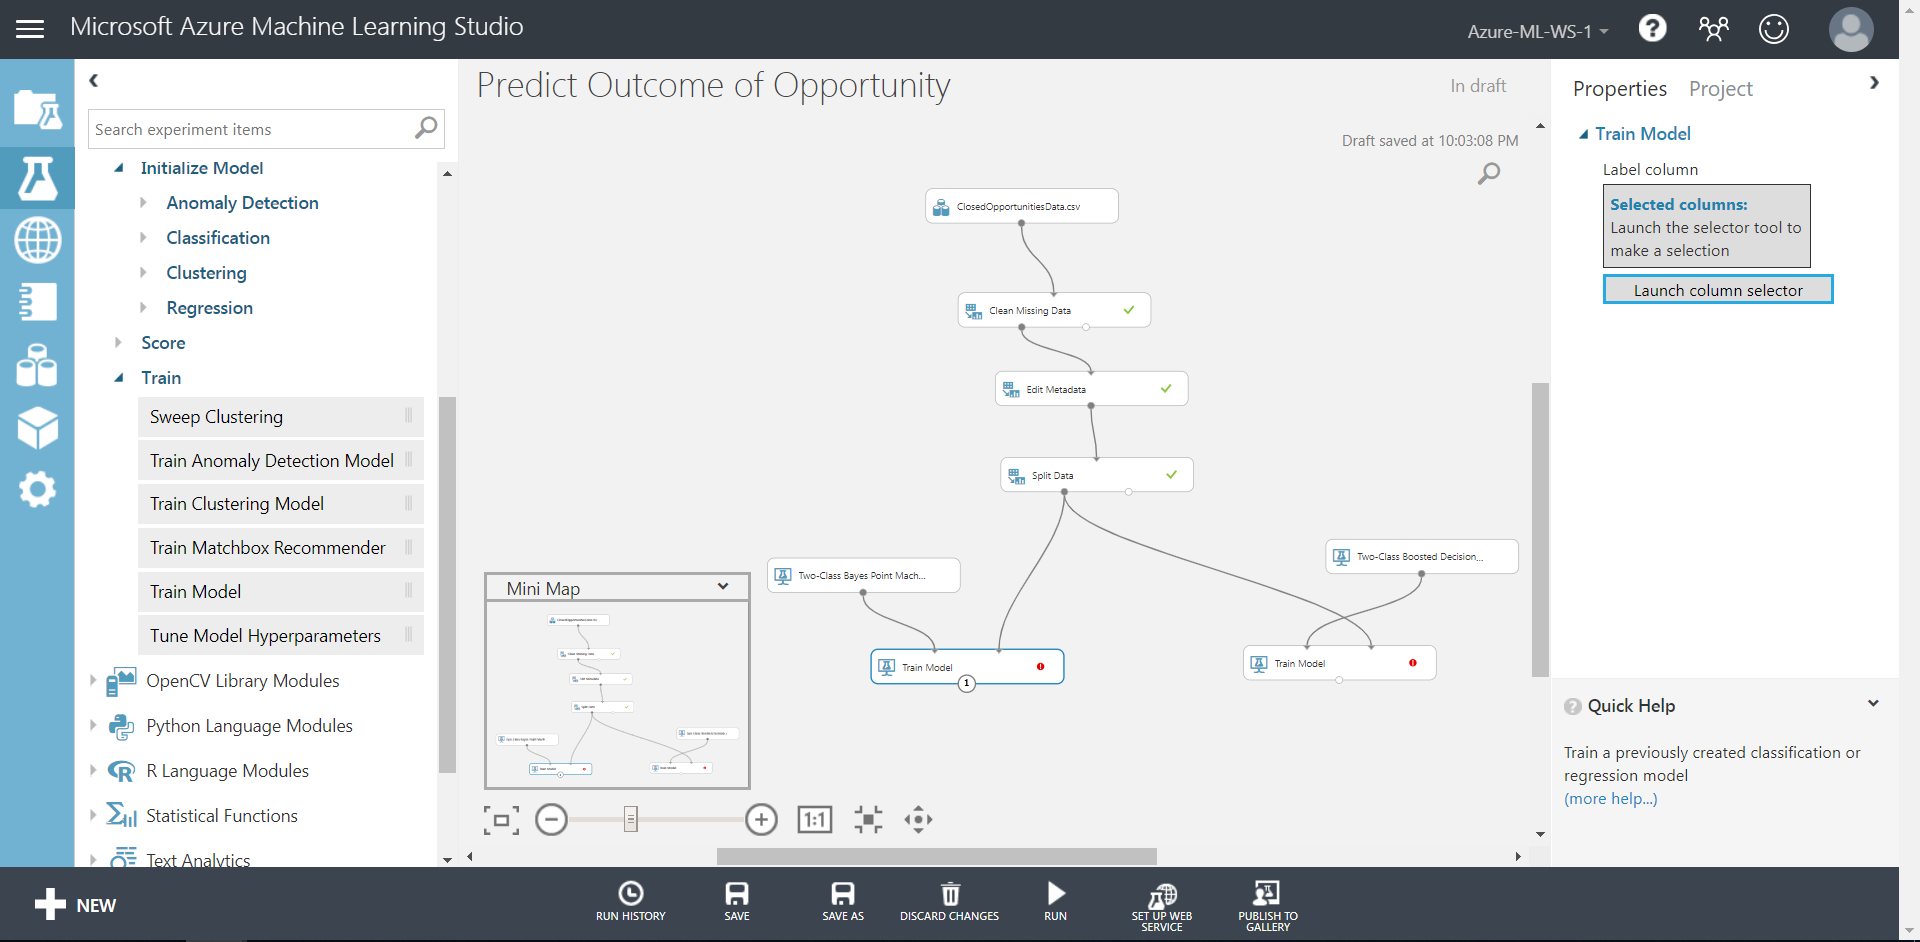 Microsoft Azure Machine Learning Studio
Azure-ML-WS-1
?
Search experiment items
Initialize Model
Anomaly Detection
Classification
Clustering
Regression
Score
Train
Sweep Clustering
Train Anomaly Detection Model
Train Clustering Model
Train Matchbox Recommender
Train Model
Tune Model Hyperparameters
OpenCV Library Modules
Python Language Modules
R Language Modules
Statistical Functions
Text Analytics
Predict Outcome of Opportunity
In draft
Draft saved at 10:03:08 PM
ClosedOpportunitiesData.csv
Clean Missing Data
Edit Metadata
Split Data
Two-Class Bayes Point Mach...
Two-Class Boosted Decision...
Train Model
1
Train Model
Mini Map
1:1
Properties
Project
Train Model
Label column
Selected columns:
Launch the selector tool to
make a selection
Launch column selector
? Quick Help
Train a previously created classification or
regression model
(more help...)
NEW
RUN HISTORY
SAVE
SAVE AS
DISCARD CHANGES
RUN
SET UP WEB
SERVICE
PUBLISH TO
GALLERY